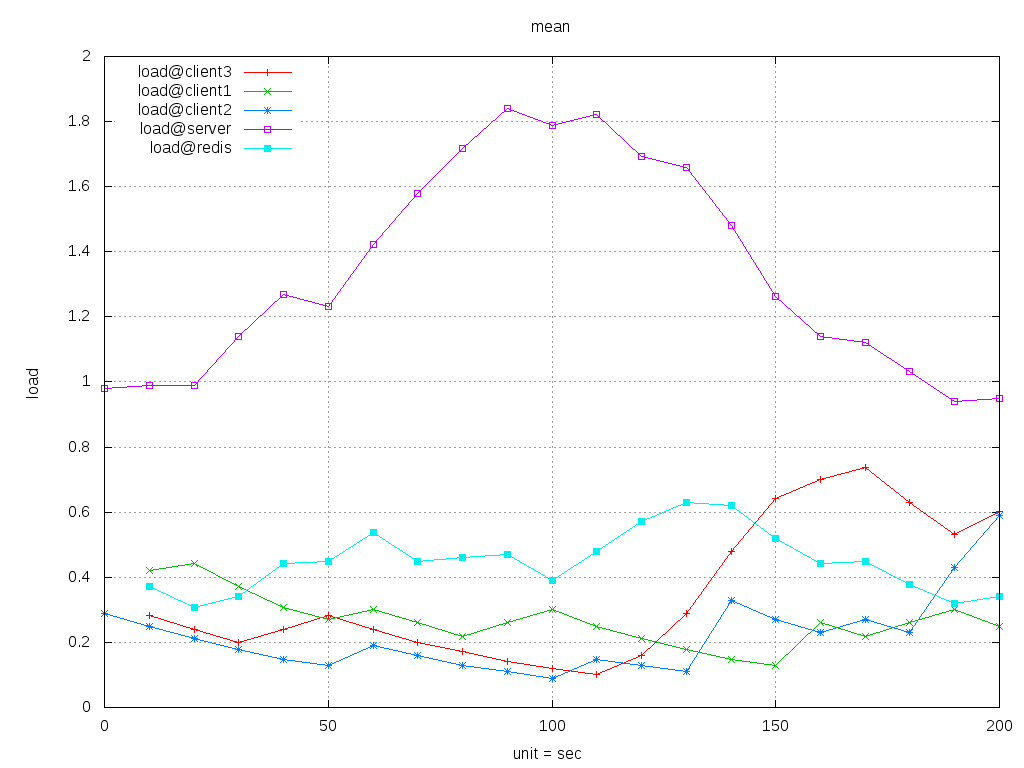 mean
load@client3
load@client1
load@client2
load@server
load@redis
2
1.8
1.6
1.4
1.2
1
0.8
0.6
0.4
0.2
0
load
0 50 100 150 200
unit = sec